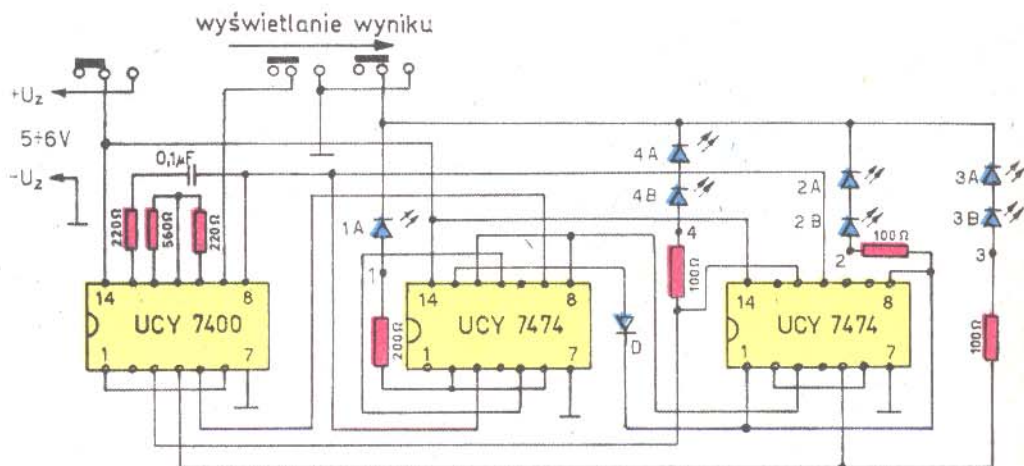 wyświetlanie wyniku
+Uz
5÷6V
-Uz
0,1μF
220Ω
560Ω
220Ω
1A
1
200Ω
4A
4B
4
100Ω
2A
2B
2
100Ω
3A
3B
3
100Ω
D
14
8
UCY 7400
1
7
14
8
UCY 7474
1
7
14
8
UCY 7474
1
7